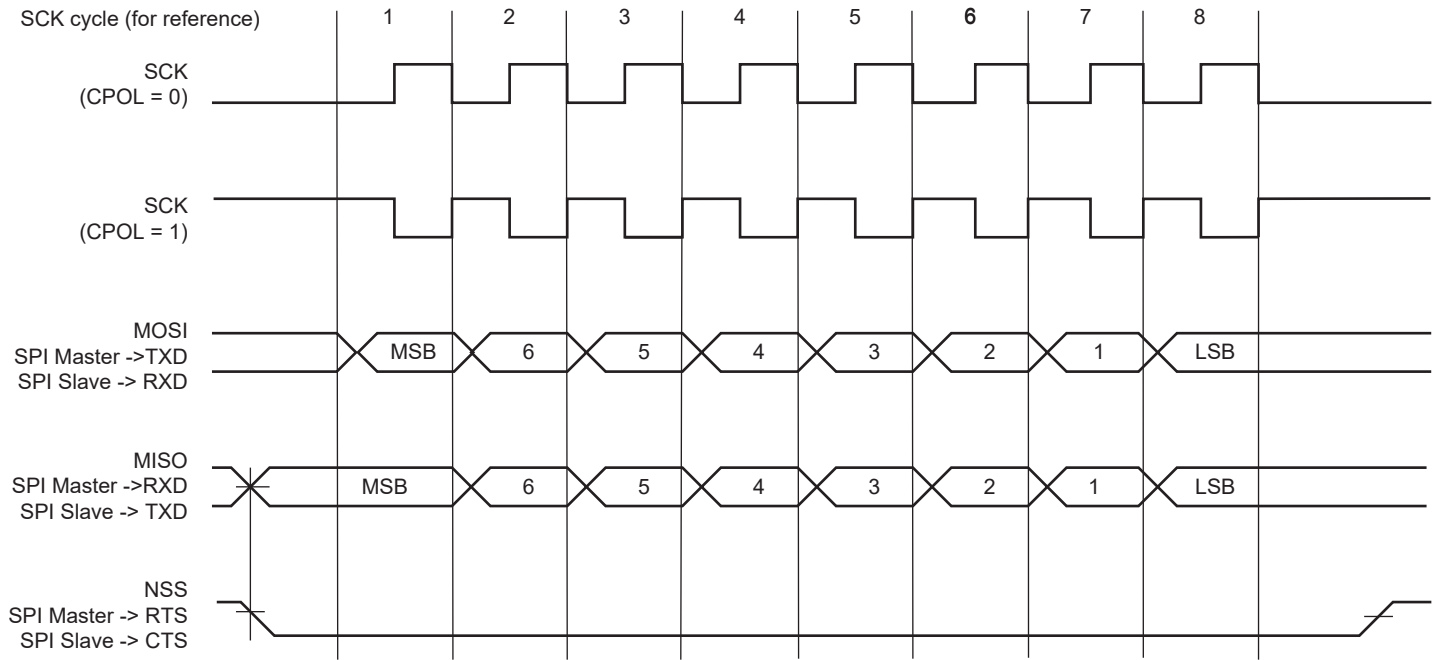 SCK cycle (for reference) 1 2 3 4 5 6 7 8
SCK
(CPOL = 0)
SCK
(CPOL = 1)
MOSI
SPI Master ->TXD
SPI Slave -> RXD
MSB 6 5 4 3 2 1 LSB
MISO
SPI Master ->RXD
SPI Slave -> TXD
MSB 6 5 4 3 2 1 LSB
NSS
SPI Master -> RTS
SPI Slave -> CTS